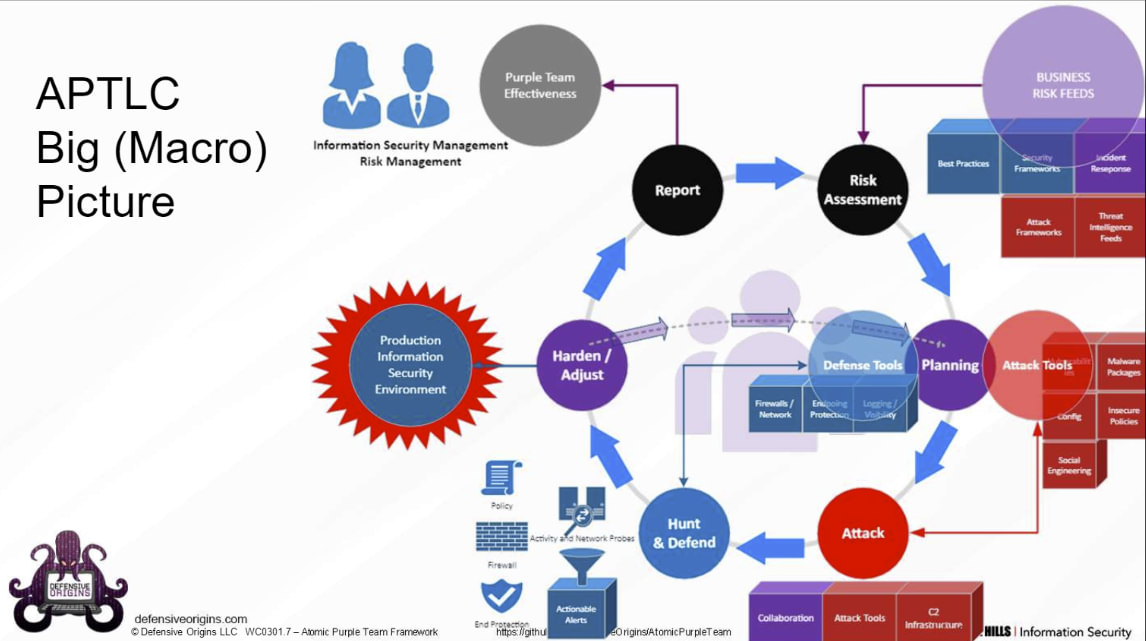 APTLC
Big (Macro)
Picture
Information Security Management
Risk Management
Purple Team
Effectiveness
BUSINESS
RISK FEEDS
Best Practices
Security
Frameworks
Incident
Reseponse
Attack
Frameworks
Threat
Intelligence
Feeds
Report
Risk
Assessment
Production
Information
Security
Environment
Harden /
Adjust
Defense Tools
Planning
Attack Tools
Firewalls /
Network
Endpoing
Protection
Logging /
Visibility
Malware
Packages
Config
Insecure
Policies
Social
Engineering
Policy
Activity and Network Probes
Firewall
End Protection
Actionable
Alerts
Hunt
& Defend
Attack
Collaboration
Attack Tools
C2
Infrastructure
DEFENSIVE
ORIGINS
defensiveorigins.com
© Defensive Origins LLC WC0301.7 – Atomic Purple Team Framework
https://githu
eOrigins/AtomicPurpleTeam
HILLS | Information Security